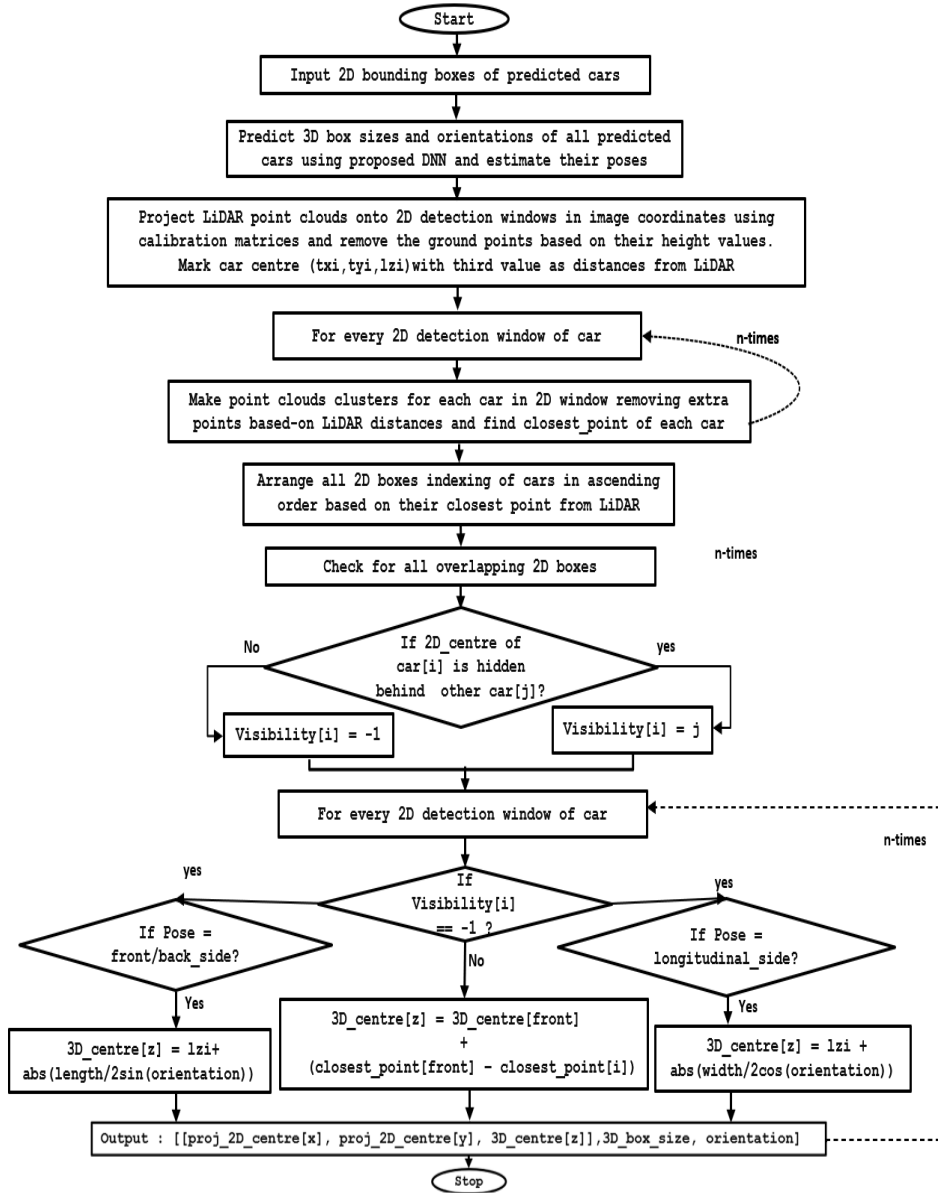 Start
Input 2D bounding boxes of predicted cars
Predict 3D box sizes and orientations of all predicted
cars using proposed DNN and estimate their poses
Project LiDAR point clouds onto 2D detection windows in image coordinates using
calibration matrices and remove the ground points based on their height values.
Mark car centre (txi,tyi,lzi)with third value as distances from LiDAR
For every 2D detection window of car
n-times
Make point clouds clusters for each car in 2D window removing extra
points based-on LiDAR distances and find closest_point of each car
Arrange all 2D boxes indexing of cars in ascending
order based on their closest point from LiDAR
n-times
Check for all overlapping 2D boxes
If 2D_centre of
car[i] is hidden
behind other car[j]?
No
yes
Visibility[i] = -1
Visibility[i] = j
For every 2D detection window of car
n-times
If
Visibility[i]
== -1 ?
yes
yes
If Pose =
front/back_side?
If Pose =
longitudinal_side?
No
Yes
Yes
3D_centre[z] = lzi+
abs(length/2sin(orientation))
3D_centre[z] = 3D_centre[front]
+
(closest_point[front] - closest_point[i])
3D_centre[z] = lzi +
abs(width/2cos(orientation))
Output : [[proj_2D_centre[x], proj_2D_centre[y], 3D_centre[z]],3D_box_size, orientation]
Stop